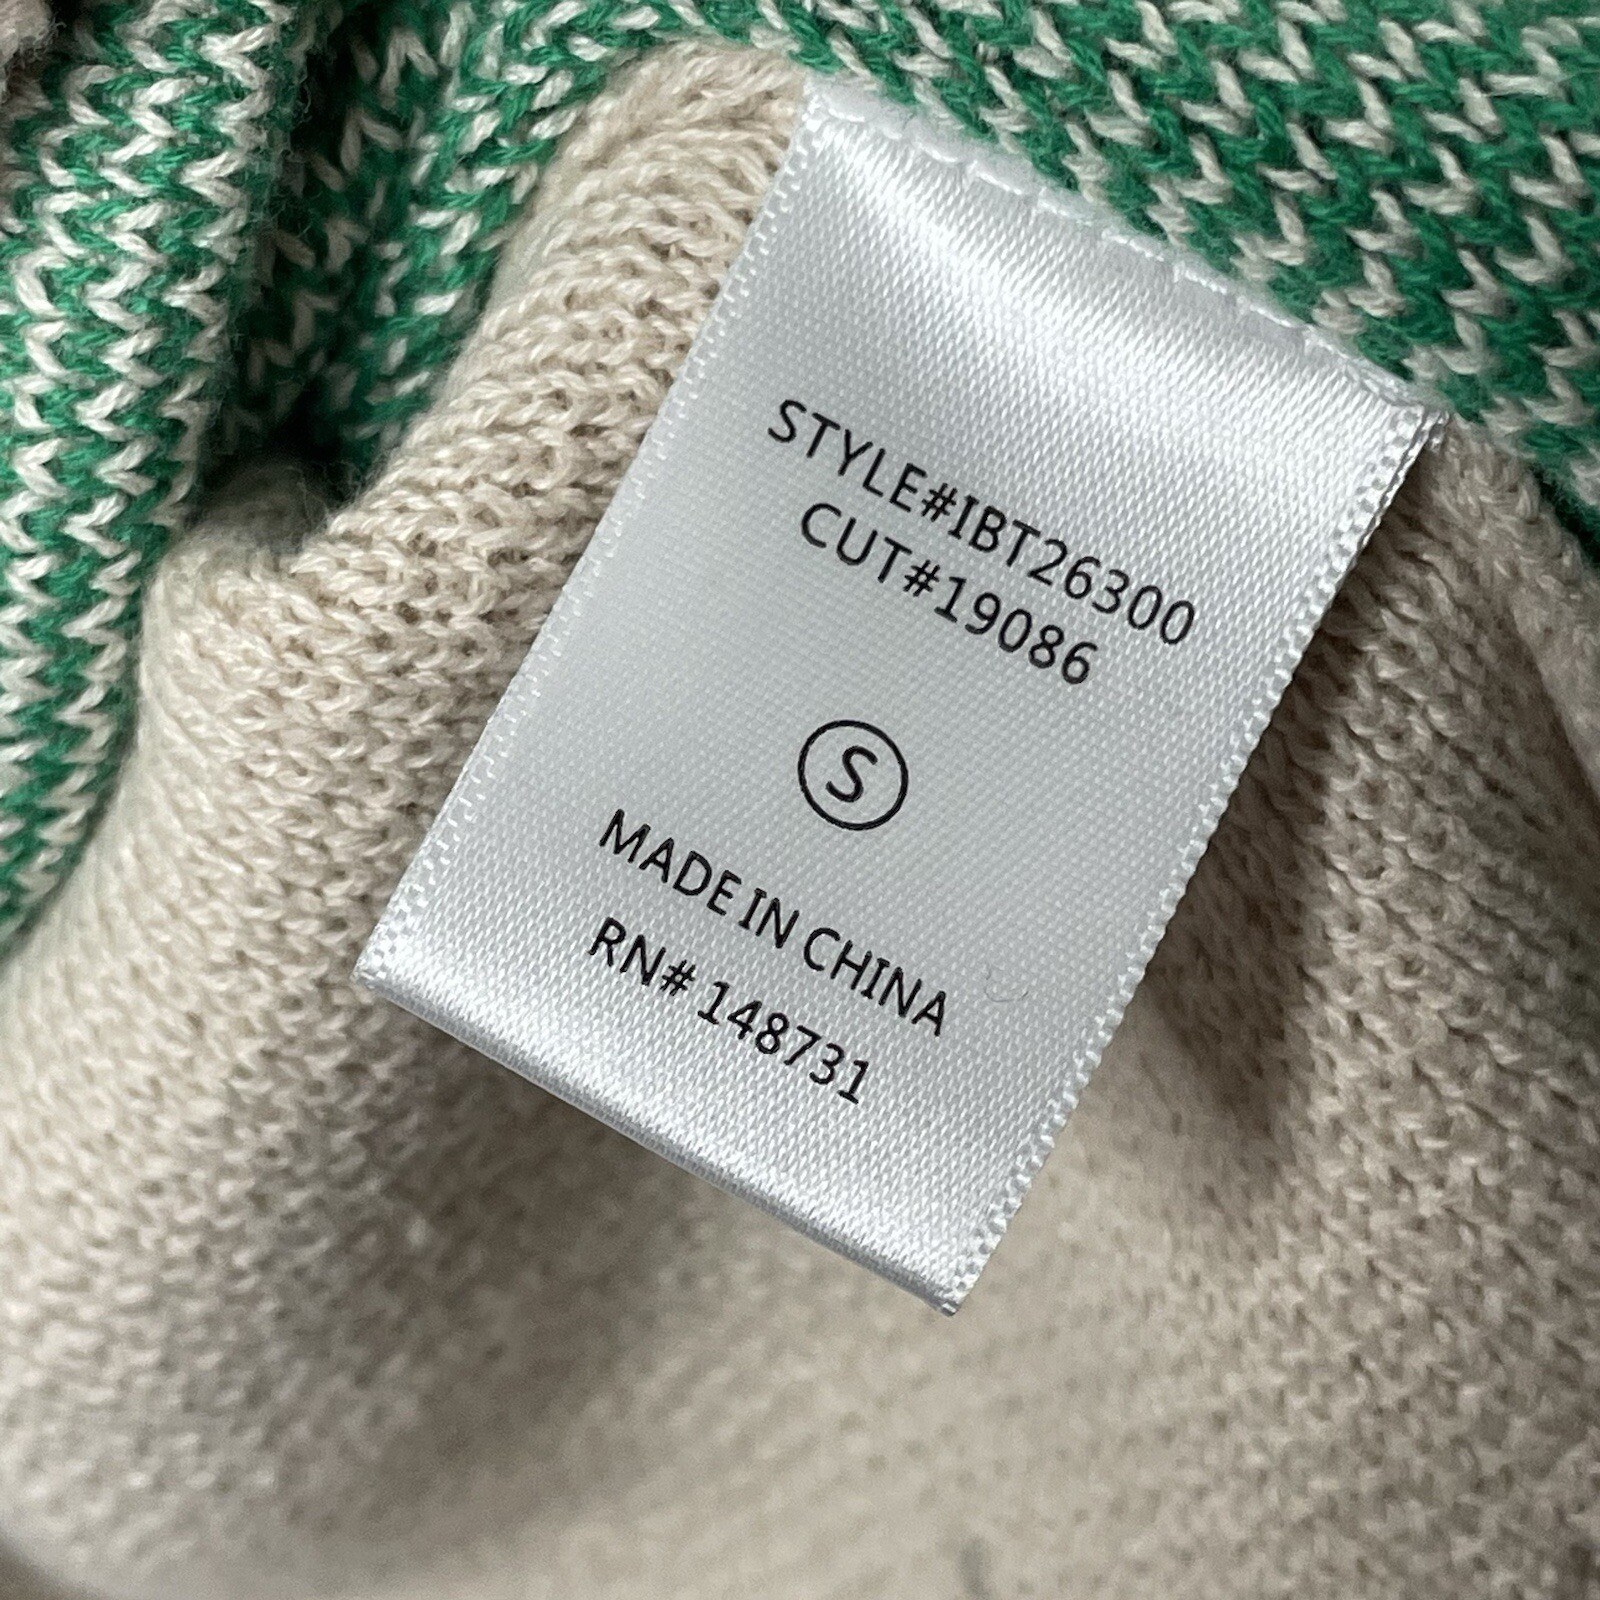 STYLE#IBT26300
CUT#19086
S
MADE IN CHINA
RN# 148731